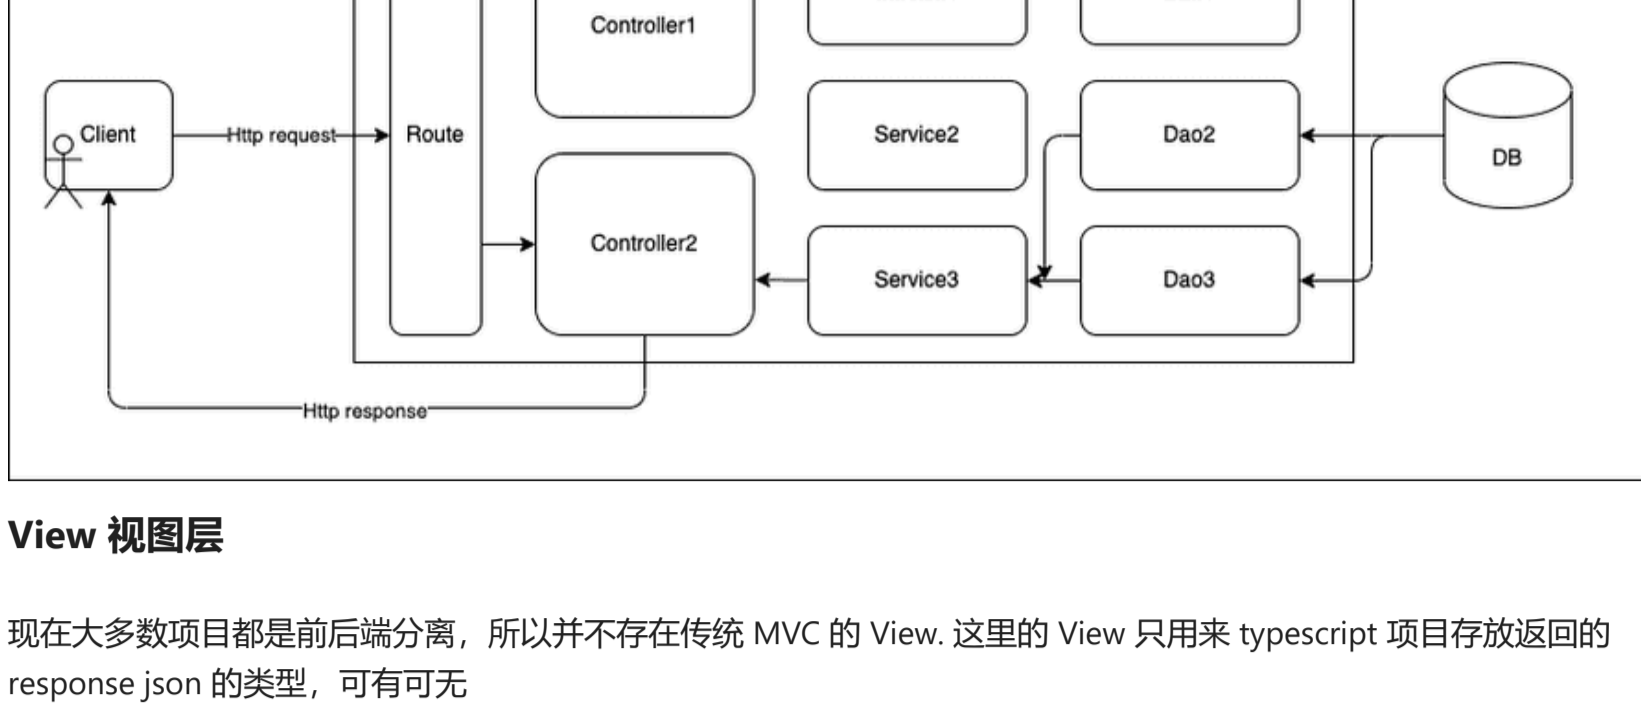 Controller1
Client
Http request
Route
Service2
Dao2
DB
Controller2
Service3
Dao3
Http response
View 视图层
现在大多数项目都是前后端分离，所以并不存在传统 MVC 的 View. 这里的 View 只用来 typescript 项目存放返回的
response json 的类型，可有可无